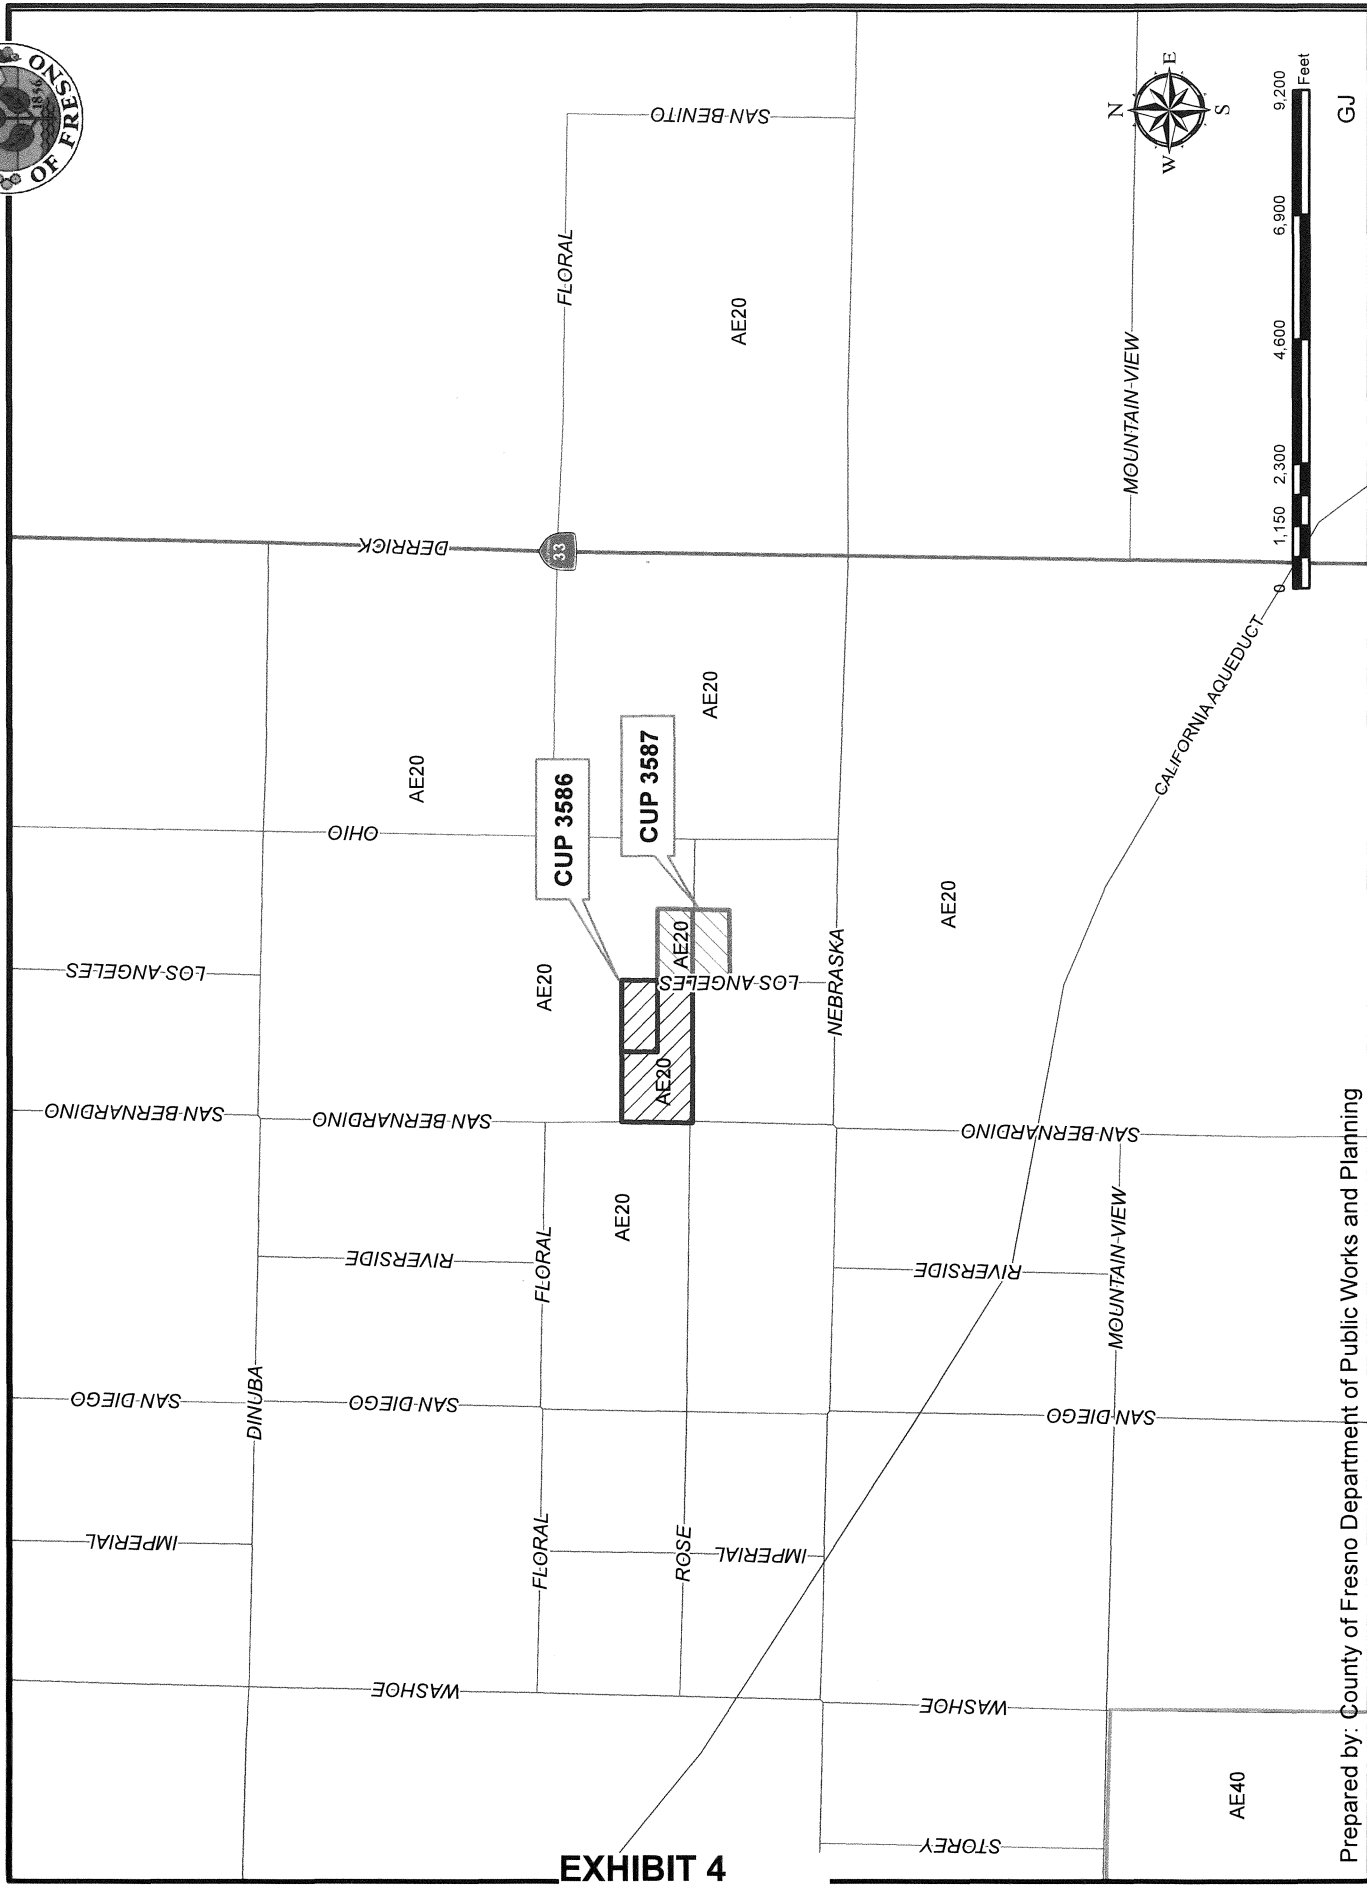 OF FRESNO
1856
LOS ANGELES
SAN BERNARDINO
SAN DIEGO
IMPERIAL
DINUBA
DERRICK
OHIO
AE20
SAN BERNARDINO
RIVERSIDE
SAN DIEGO
WASHOE
33
FLORAL
SAN BENITO
FLORAL
FLORAL
AE20
AE20
CUP 3586
CUP 3587
AE20
AE20
AE20
AE20
AE20
LOS ANGELES
ROSE
IMPERIAL
NEBRASKA
AE20
SAN BERNARDINO
RIVERSIDE
SAN DIEGO
WASHOE
STOREY
MOUNTAIN VIEW
MOUNTAIN VIEW
CALIFORNIA AQUEDUCT
AE40
N
E
S
W
0 1,150 2,300 4,600 6,900 9,200
Feet
GJ
Prepared by: County of Fresno Department of Public Works and Planning
EXHIBIT 4